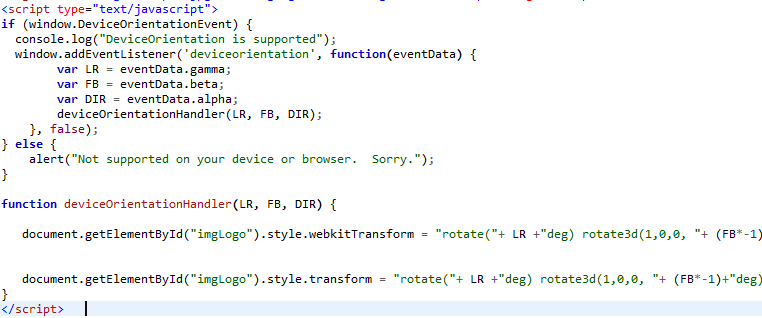 <script type="text/javascript">
if (window.DeviceOrientationEvent) {
  console.log("DeviceOrientation is supported");
  window.addEventListener('deviceorientation', function(eventData) {
        var LR = eventData.gamma;
        var FB = eventData.beta;
        var DIR = eventData.alpha;
        deviceOrientationHandler(LR, FB, DIR);
    }, false);
} else {
    alert("Not supported on your device or browser.  Sorry.");
}
function deviceOrientationHandler(LR, FB, DIR) {
   document.getElementById("imgLogo").style.webkitTransform = "rotate("+ LR +"deg) rotate3d(1,0,0, "+ (FB*-1)
   document.getElementById("imgLogo").style.transform = "rotate("+ LR +"deg) rotate3d(1,0,0, "+ (FB*-1)+"deg)
}
</script>